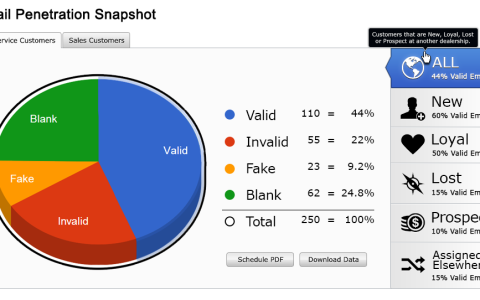 ail Penetration Snapshot
ervice Customers
Sales Customers
Customers that are New, Loyal, Lost
or Prospect at another dealership.
ALL
44% Valid Em
New
60% Valid Em
Loyal
50% Valid Em
Lost
15% Valid Em
Prospec
10% Valid Em
Assigned
Elsewher
15% Valid Em
Blank
Valid
Fake
Invalid
Valid 110 = 44%
Invalid 55 = 22%
Fake 23 = 9.2%
Blank 62 = 24.8%
Total 250 = 100%
Schedule PDF
Download Data